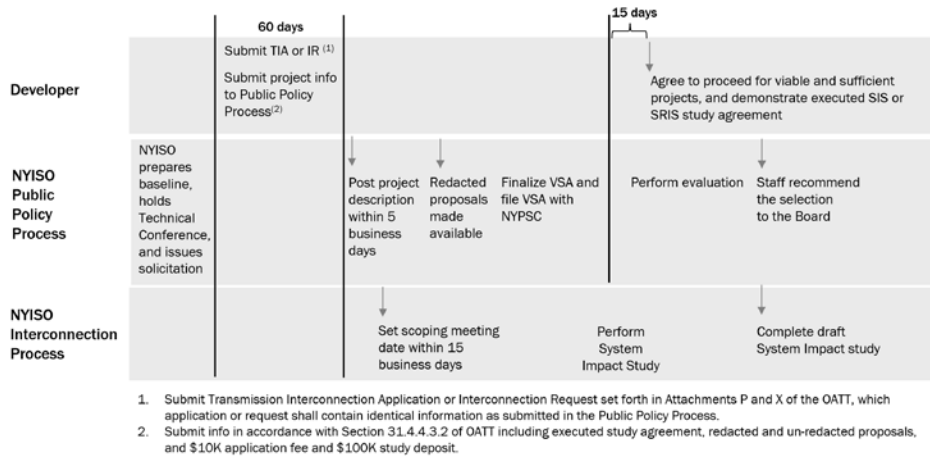 60 days
15 days
Developer
Submit TIA or IR (1)
Submit project info
to Public Policy
Process(2)
Agree to proceed for viable and sufficient
projects, and demonstrate executed SIS or
SRIS study agreement
NYISO
Public
Policy
Process
NYISO
prepares
baseline,
holds
Technical
Conference,
and issues
solicitation
Post project
description
within 5
business
days
Redacted
proposals
made
available
Finalize VSA and
file VSA with
NYPSC
Perform evaluation
Staff recommend
the selection
to the Board
NYISO
Interconnection
Process
Set scoping meeting
date within 15
business days
Perform
System
Impact Study
Complete draft
System Impact study
1. Submit Transmission Interconnection Application or Interconnection Request set forth in Attachments P and X of the OATT, which
application or request shall contain identical information as submitted in the Public Policy Process.
2. Submit info in accordance with Section 31.4.4.3.2 of OATT including executed study agreement, redacted and un-redacted proposals,
and $10K application fee and $100K study deposit.